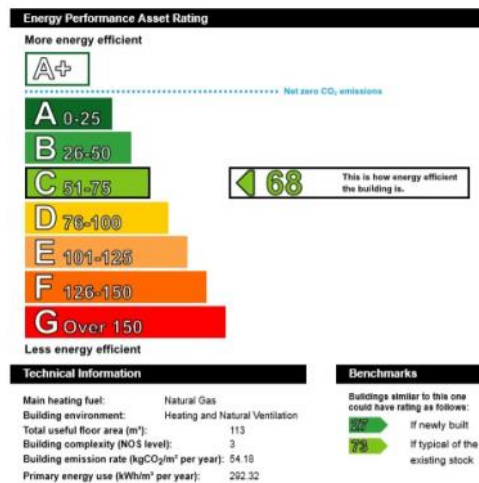 Energy Performance Asset Rating
More energy efficient
A+
Net zero CO₂ emissions
A 0-25
B 26-50
C 51-75
68 This is how energy efficient
the building is.
D 76-100
E 101-125
F 126-150
G Over 150
Less energy efficient
Technical Information
Main heating fuel: Natural Gas
Building environment: Heating and Natural Ventilation
Total useful floor area (m²): 113
Building complexity (NOS level): 3
Building emission rate (kgCO₂/m² per year): 54.18
Primary energy use (kWh/m² per year): 292.32
Benchmarks
Buildings similar to this one
could have rating as follows:
If newly built
73 If typical of the
existing stock